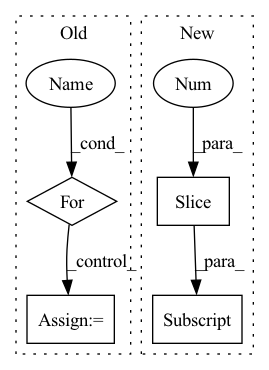 Old New
Name Num
_cond_ _para_
For Slice
_control_ _para_
Assign:= Subscript